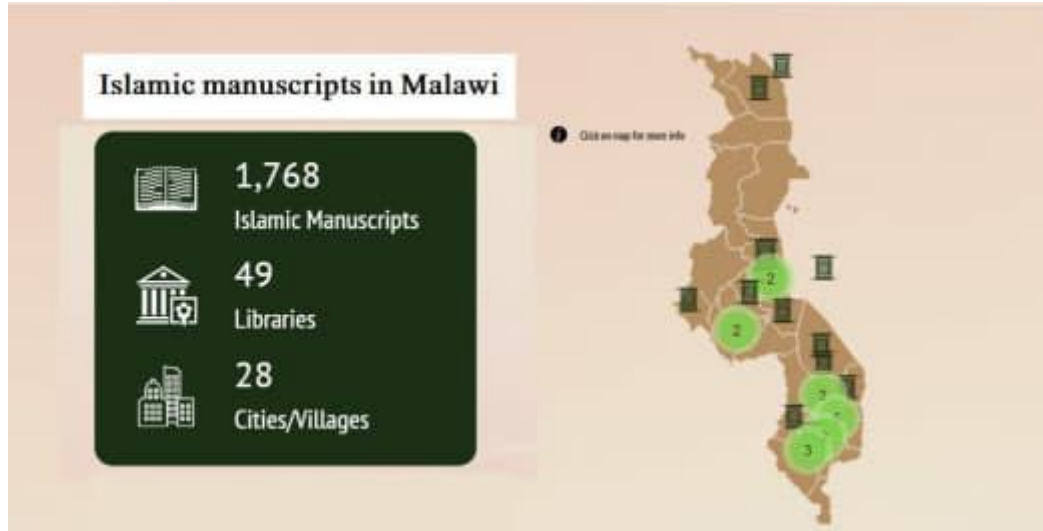 Islamic manuscripts in Malawi
1,768
Islamic Manuscripts
49
Libraries
28
Cities/Villages
Click on map for more info
2
2
2
3